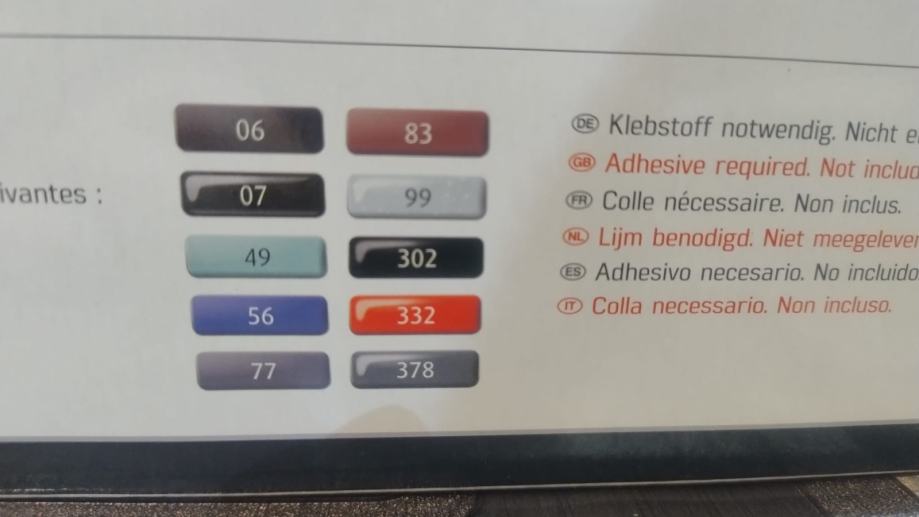 ivantes :
06 83
07 99
49 302
56 332
77 378
DE Klebstoff notwendig. Nicht
GB Adhesive required. Not
FR Colle nécessaire. Non inclus.
NL Lijm benodigd. Niet
ES Adhesivo necesario. No incluido.
IT Colla necessario. Non incluso.